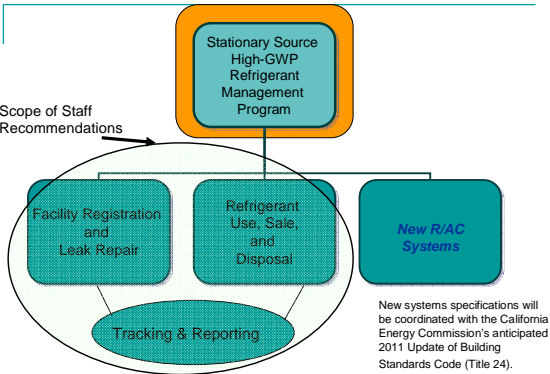 Stationary Source
High-GWP
Refrigerant
Management
Program
Scope of Staff
Recommendations
Facility Registration
and
Leak Repair
Refrigerant
Use, Sale,
and
Disposal
New R/AC
Systems
Tracking & Reporting
New systems specifications will
be coordinated with the California
Energy Commission's anticipated
2011 Update of Building
Standards Code (Title 24).